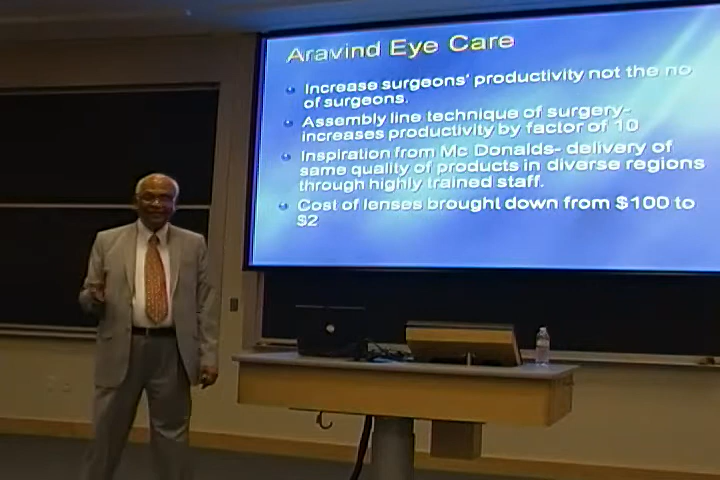 Aravind Eye Care
Increase surgeons' productivity not the no
of surgeons.
Assembly line technique of surgery-
increases productivity by factor of 10
Inspiration from Mc Donalds- delivery of
same quality of products in diverse regions
through highly trained staff.
Cost of lenses brought down from $100 to
$2